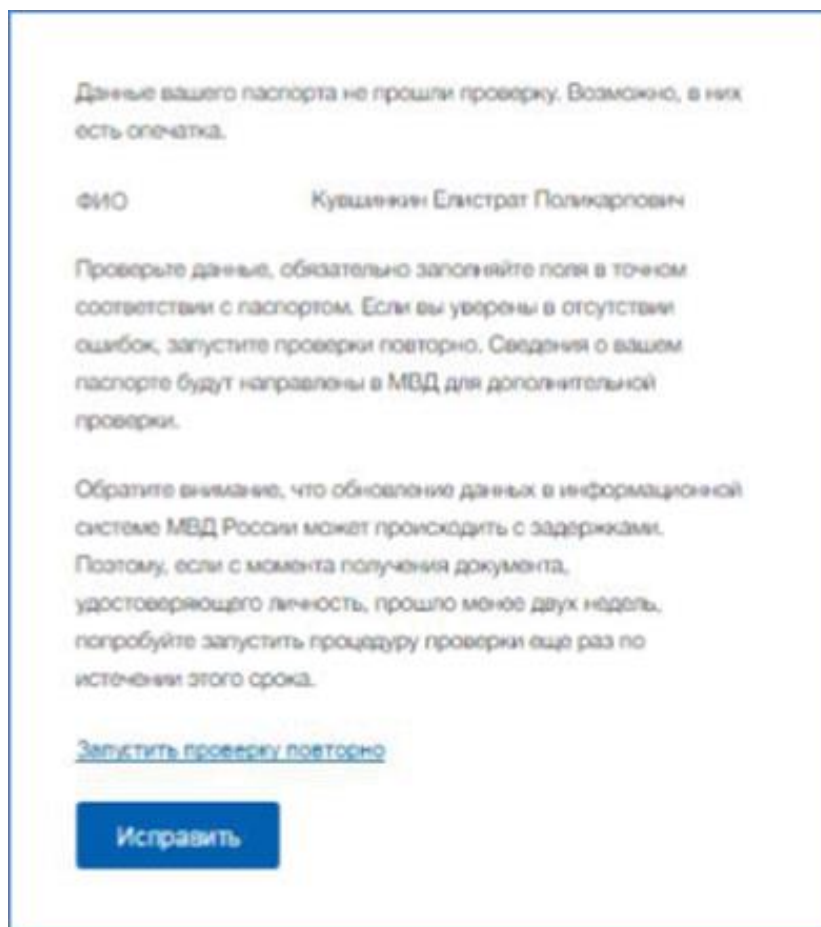 Данные вашего паспорта не прошли проверку. Возможно, в них
есть опечатка.
ФИО Кувшинкин Елистрат Поликарпович
Проверьте данные, обязательно заполняйте поля в точном
соответствии с паспортом. Если вы уверены в отсутствии
ошибок, запустите проверки повторно. Сведения о вашем
паспорте будут направлены в МВД для дополнительной
проверки.
Обратите внимание, что обновление данных в информационной
системе МВД России может происходить с задержками.
Поэтому, если с момента получения документа,
удостоверяющего личность, прошло менее двух недель,
попробуйте запустить процедуру проверки еще раз по
истечении этого срока.
Запустить проверку повторно
Исправить